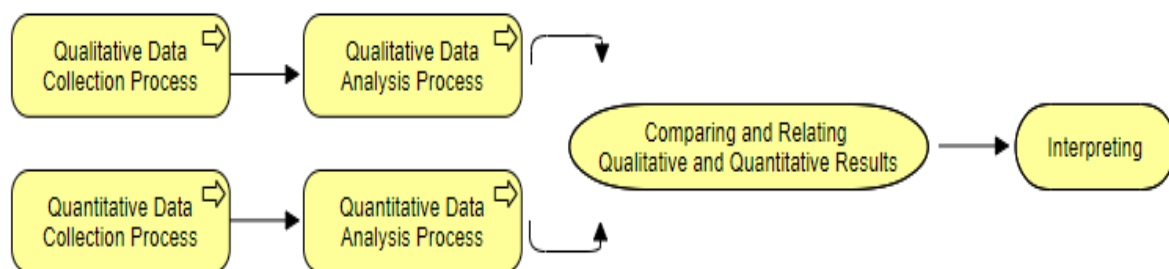 Qualitative Data
Collection Process
Qualitative Data
Analysis Process
Comparing and Relating
Qualitative and Quantitative Results
Interpreting
Quantitative Data
Collection Process
Quantitative Data
Analysis Process